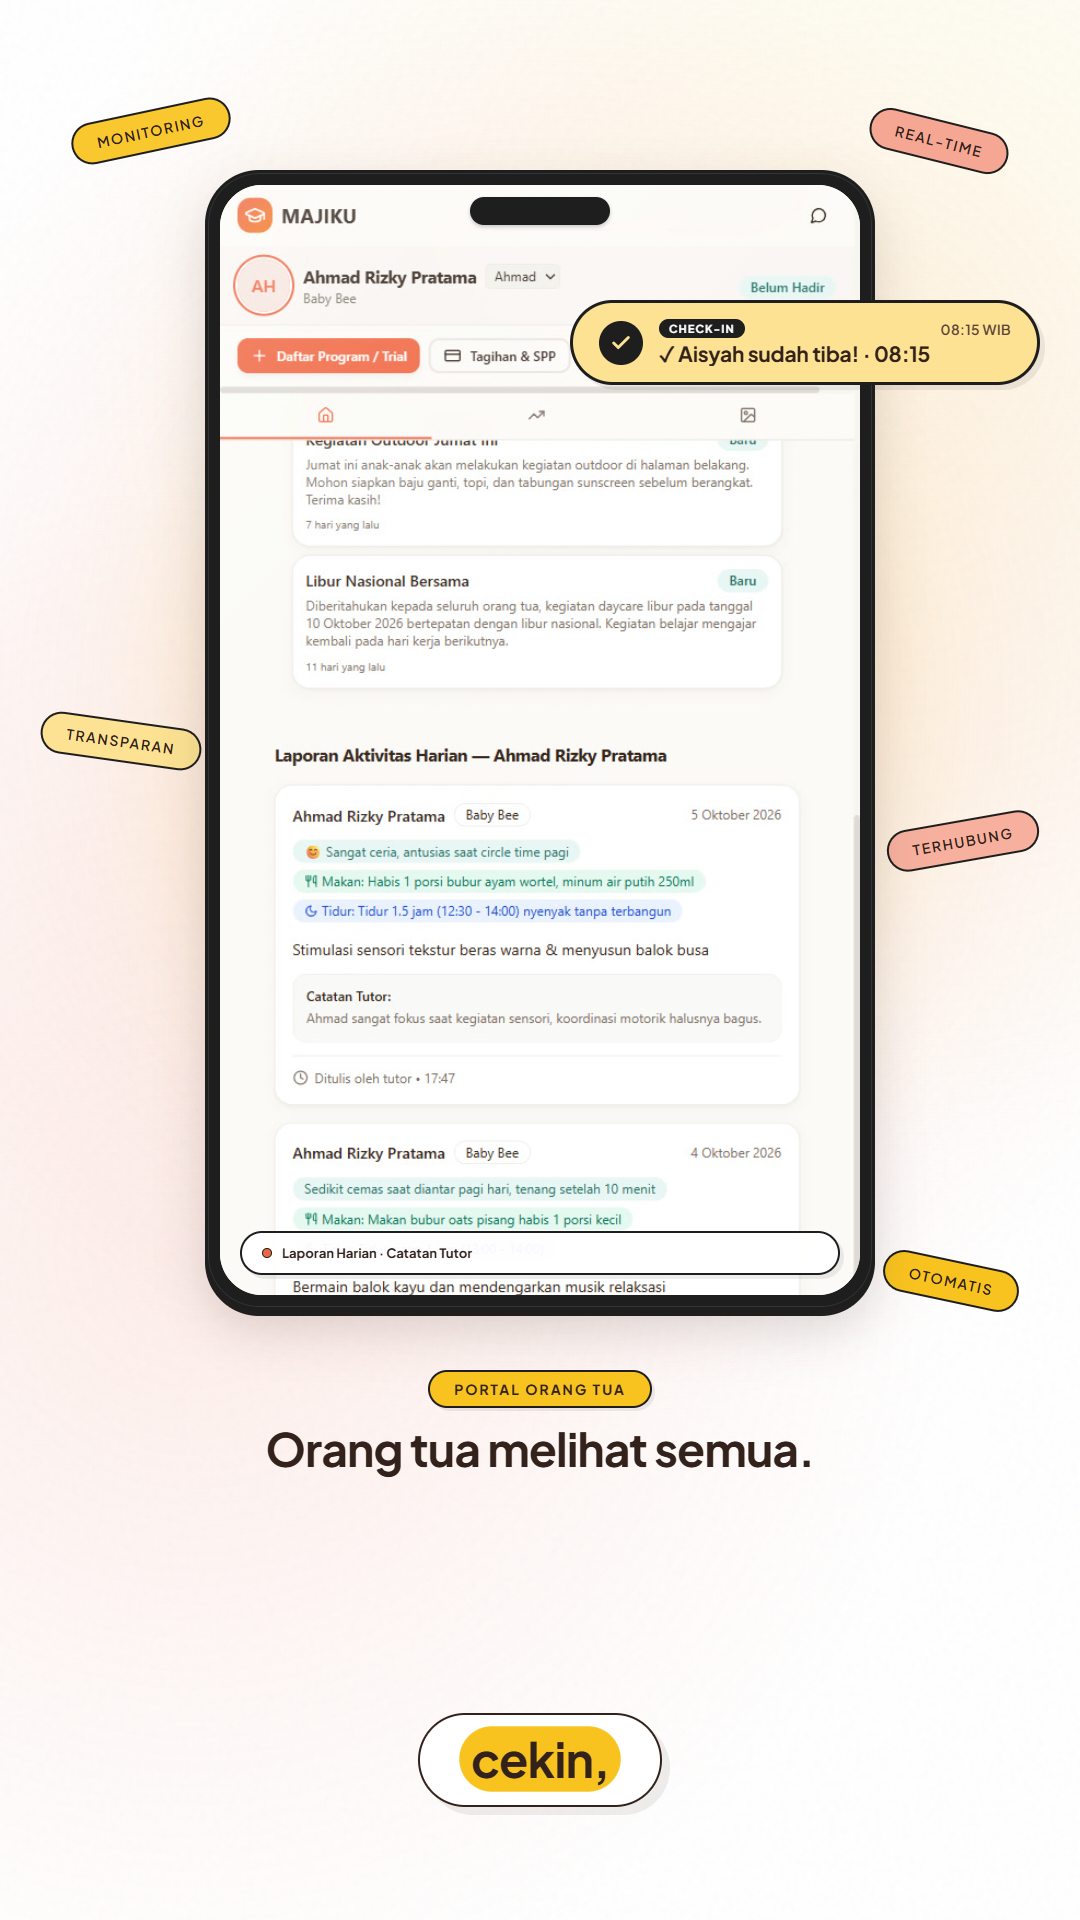 MONITORING
REAL-TIME
MAJIKU
AH
Ahmad Rizky Pratama
Ahmad
Baby Bee
Belum Hadir
CHECK-IN
08:15 WIB
✓ Aisyah sudah tiba! · 08:15
+ Daftar Program / Trial
Tagihan & SPP
Kegiatan Outdoor Jumat Ini
Baru
Jumat ini anak-anak akan melakukan kegiatan outdoor di halaman belakang.
Mohon siapkan baju ganti, topi, dan tabungan sunscreen sebelum berangkat.
Terima kasih!
7 hari yang lalu
Libur Nasional Bersama
Baru
Diberitahukan kepada seluruh orang tua, kegiatan daycare libur pada tanggal
10 Oktober 2026 bertepatan dengan libur nasional. Kegiatan belajar mengajar
kembali pada hari kerja berikutnya.
11 hari yang lalu
TRANSPARAN
Laporan Aktivitas Harian — Ahmad Rizky Pratama
Ahmad Rizky Pratama
Baby Bee
5 Oktober 2026
TERHUBUNG
😊 Sangat ceria, antusias saat circle time pagi
Makan: Habis 1 porsi bubur ayam wortel, minum air putih 250ml
Tidur: Tidur 1.5 jam (12:30 - 14:00) nyenyak tanpa terbangun
Stimulasi sensori tekstur beras warna & menyusun balok busa
Catatan Tutor:
Ahmad sangat fokus saat kegiatan sensori, koordinasi motorik halusnya bagus.
Ditulis oleh tutor • 17:47
Ahmad Rizky Pratama
Baby Bee
4 Oktober 2026
Sedikit cemas saat diantar pagi hari, tenang setelah 10 menit
Makan: Makan bubur oats pisang habis 1 porsi kecil
Laporan Harian · Catatan Tutor
Bermain balok kayu dan mendengarkan musik relaksasi
OTOMATIS
PORTAL ORANG TUA
Orang tua melihat semua.
cekin,